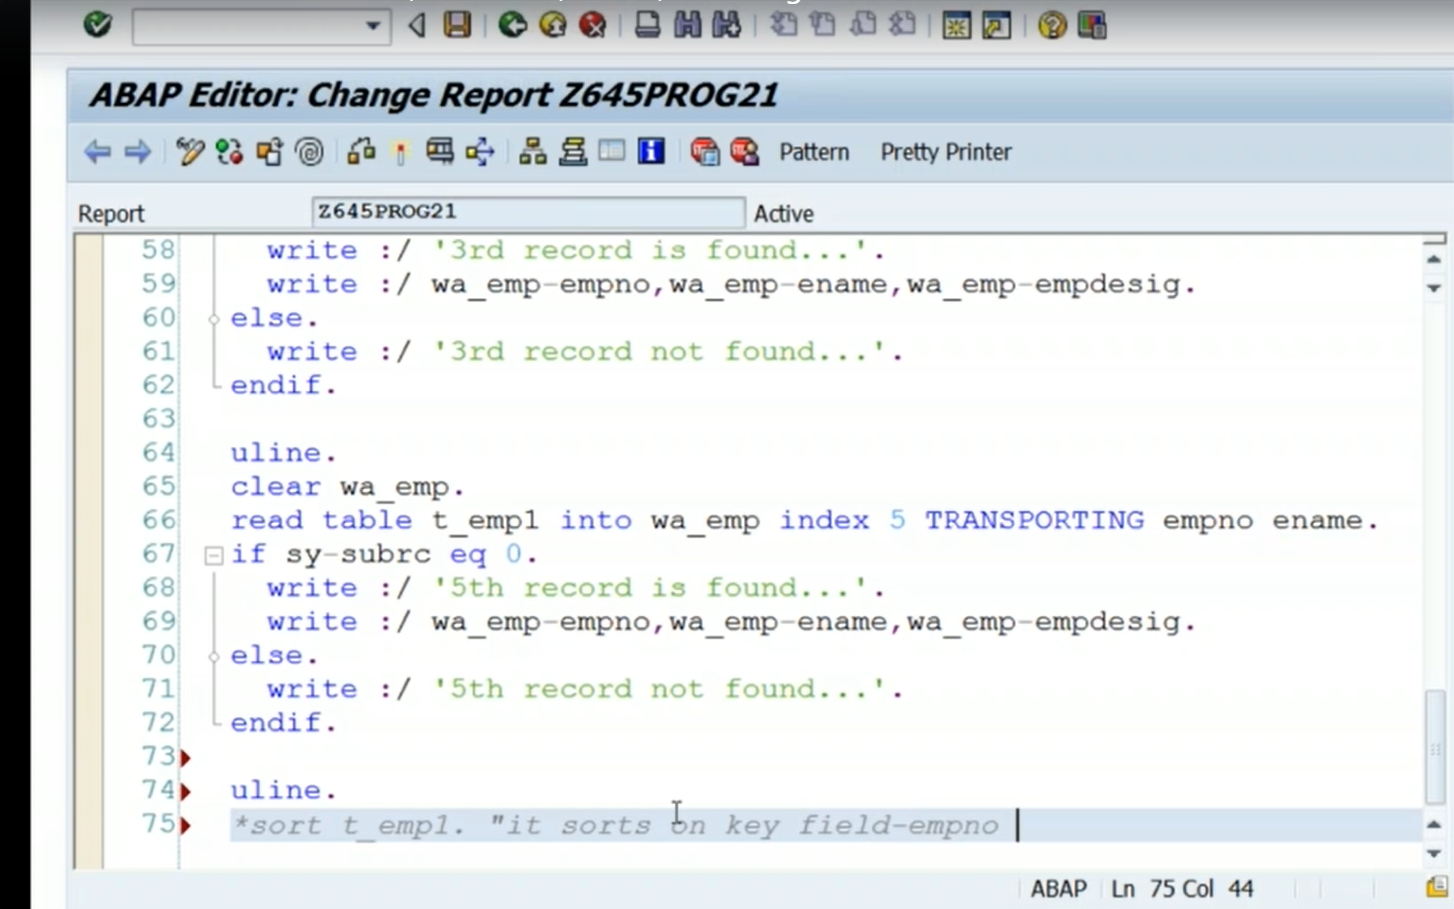 ABAP Editor: Change Report Z645PROG21
Pattern Pretty Printer
Report Z645PROG21 Active
58 write :/ '3rd record is found...'.
59 write :/ wa_emp-empno,wa_emp-ename,wa_emp-empdesig.
60 else.
61 write :/ '3rd record not found...'.
62 endif.
63
64 uline.
65 clear wa_emp.
66 read table t_emp1 into wa_emp index 5 TRANSPORTING empno ename.
67 if sy-subrc eq 0.
68 write :/ '5th record is found...'.
69 write :/ wa_emp-empno,wa_emp-ename,wa_emp-empdesig.
70 else.
71 write :/ '5th record not found...'.
72 endif.
73
74 uline.
75 *sort t_emp1. "it sorts on key field-empno
ABAP Ln 75 Col 44